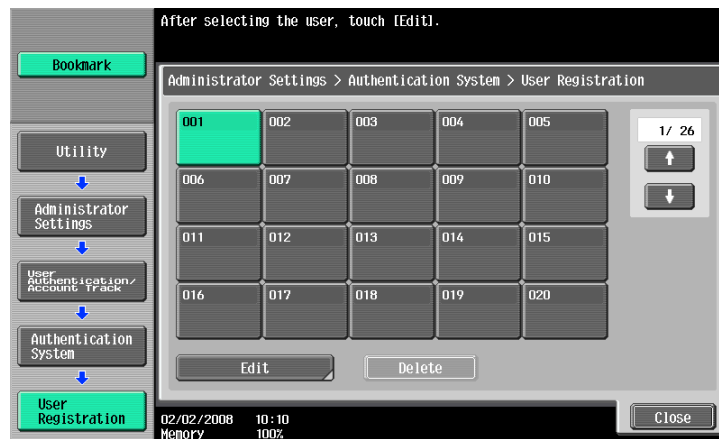 After selecting the user, touch [Edit].
Bookmark
Administrator Settings > Authentication System > User Registration
001 002 003 004 005
1/ 26
Utility
006 007 008 009 010
Administrator
Settings
011 012 013 014 015
User
Authentication/
Account Track
016 017 018 019 020
Authentication
System
Edit Delete
User
Registration
02/02/2008 10:10
Memory 100%
Close